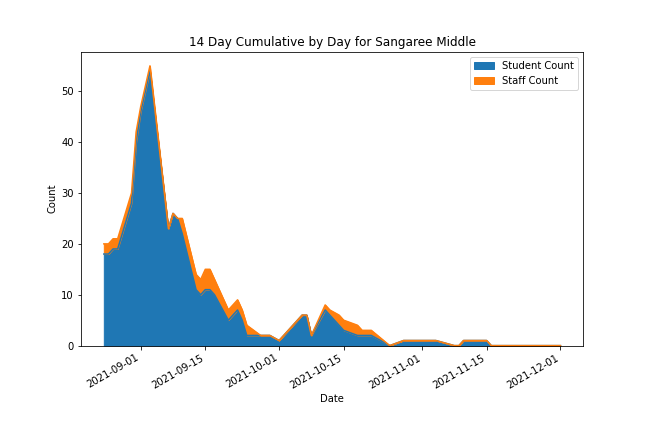 14 Day Cumulative by Day for Sangaree Middle
Student Count
Staff Count
50
40
30
20
10
0
Count
2021-09-01
2021-09-15
2021-10-01
2021-10-15
2021-11-01
2021-11-15
2021-12-01
Date